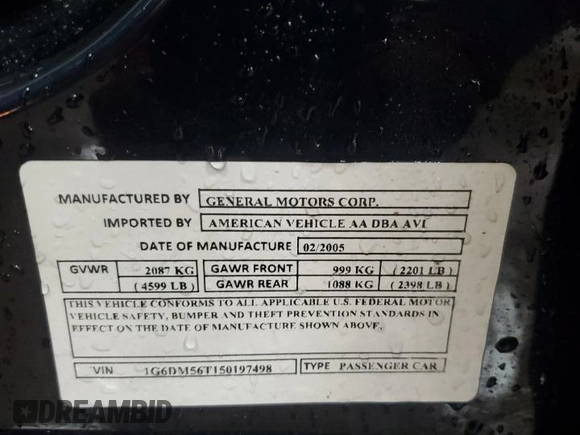 MANUFACTURED BY GENERAL MOTORS CORP.
IMPORTED BY AMERICAN VEHICLE AA DBA AVI
DATE OF MANUFACTURE 02/2005
GVWR 2087 KG GAWR FRONT 999 KG (2201 LB)
(4599 LB) GAWR REAR 1088 KG (2398 LB)
THIS VEHICLE CONFORMS TO ALL APPLICABLE U.S. FEDERAL MOTOR
VEHICLE SAFETY, BUMPER AND THEFT PREVENTION STANDARDS IN
EFFECT ON THE DATE OF MANUFACTURE SHOWN ABOVE.
VIN 1G6DM56T150197498 TYPE PASSENGER CAR
DREAMBID